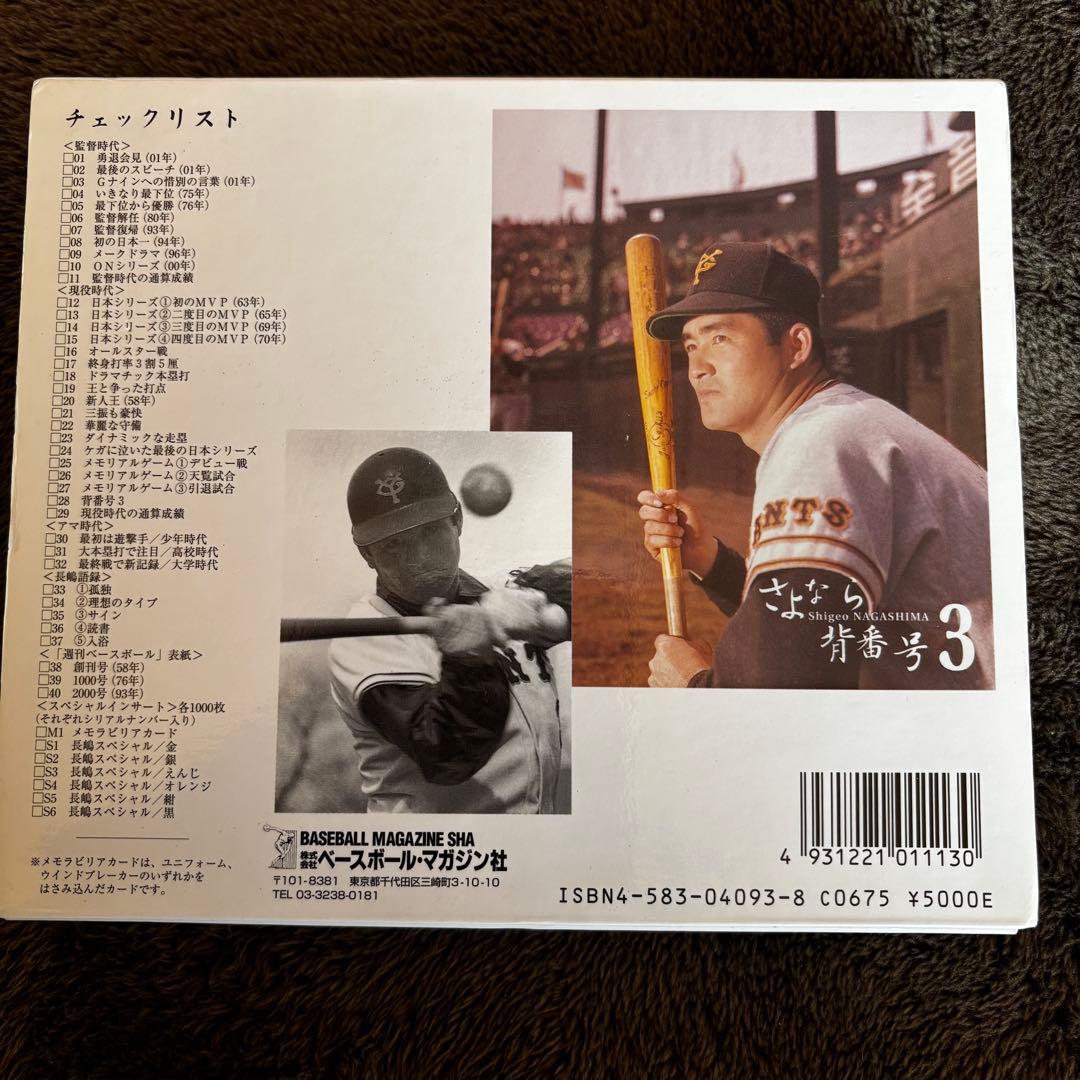 チェックリスト
＜監督時代＞
□01 勇退会見(01年)
□02 最後のスピーチ(01年)
□03 Gナインへの惜別の言葉(01年)
□04 いきなり最下位(75年)
□05 最下位から優勝(76年)
□06 監督解任(80年)
□07 監督復帰(93年)
□08 初の日本一(94年)
□09 メークドラマ(96年)
□10 ONシリーズ(00年)
□11 監督時代の通算成績
＜現役時代＞
□12 日本シリーズ①初のMVP(63年)
□13 日本シリーズ②二度目のMVP(65年)
□14 日本シリーズ③三度目のMVP(69年)
□15 日本シリーズ④四度目のMVP(70年)
□16 オールスター戦
□17 終身打率3割5厘
□18 ドラマチック本塁打
□19 王と争った打点
□20 新人王(58年)
□21 三振も豪快
□22 華麗な守備
□23 ダイナミックな走塁
□24 ケガに泣いた最後の日本シリーズ
□25 メモリアルゲーム①デビュー戦
□26 メモリアルゲーム②天覧試合
□27 メモリアルゲーム③引退試合
□28 背番号3
□29 現役時代の通算成績
＜アマ時代＞
□30 最初は遊撃手／少年時代
□31 大本塁打で注目／高校時代
□32 最終戦で新記録／大学時代
＜長嶋語録＞
□33 ①孤独
□34 ②理想のタイプ
□35 ③サイン
□36 ④読書
□37 ⑤入浴
＜「週刊ベースボール」表紙＞
□38 創刊号(58年)
□39 1000号(76年)
□40 2000号(93年)
＜スペシャルインサート＞各1000枚
(それぞれシリアルナンバー入り)
□M1 メモラビリアカード
□S1 長嶋スペシャル／金
□S2 長嶋スペシャル／銀
□S3 長嶋スペシャル／えんじ
□S4 長嶋スペシャル／オレンジ
□S5 長嶋スペシャル／紺
□S6 長嶋スペシャル／黒
※メモラビリアカードは、ユニフォーム、
ウインドブレーカーのいずれかを
はさみ込んだカードです。
YG
ANTS
さよなら
Shigeo NAGASHIMA
背番号3
YG
BASEBALL MAGAZINE SHA
株式会社ベースボール・マガジン社
〒101-8381 東京都千代田区三崎町3-10-10
TEL 03-3238-0181
4 931221 011130
ISBN4-583-04093-8 C0675 ¥5000E